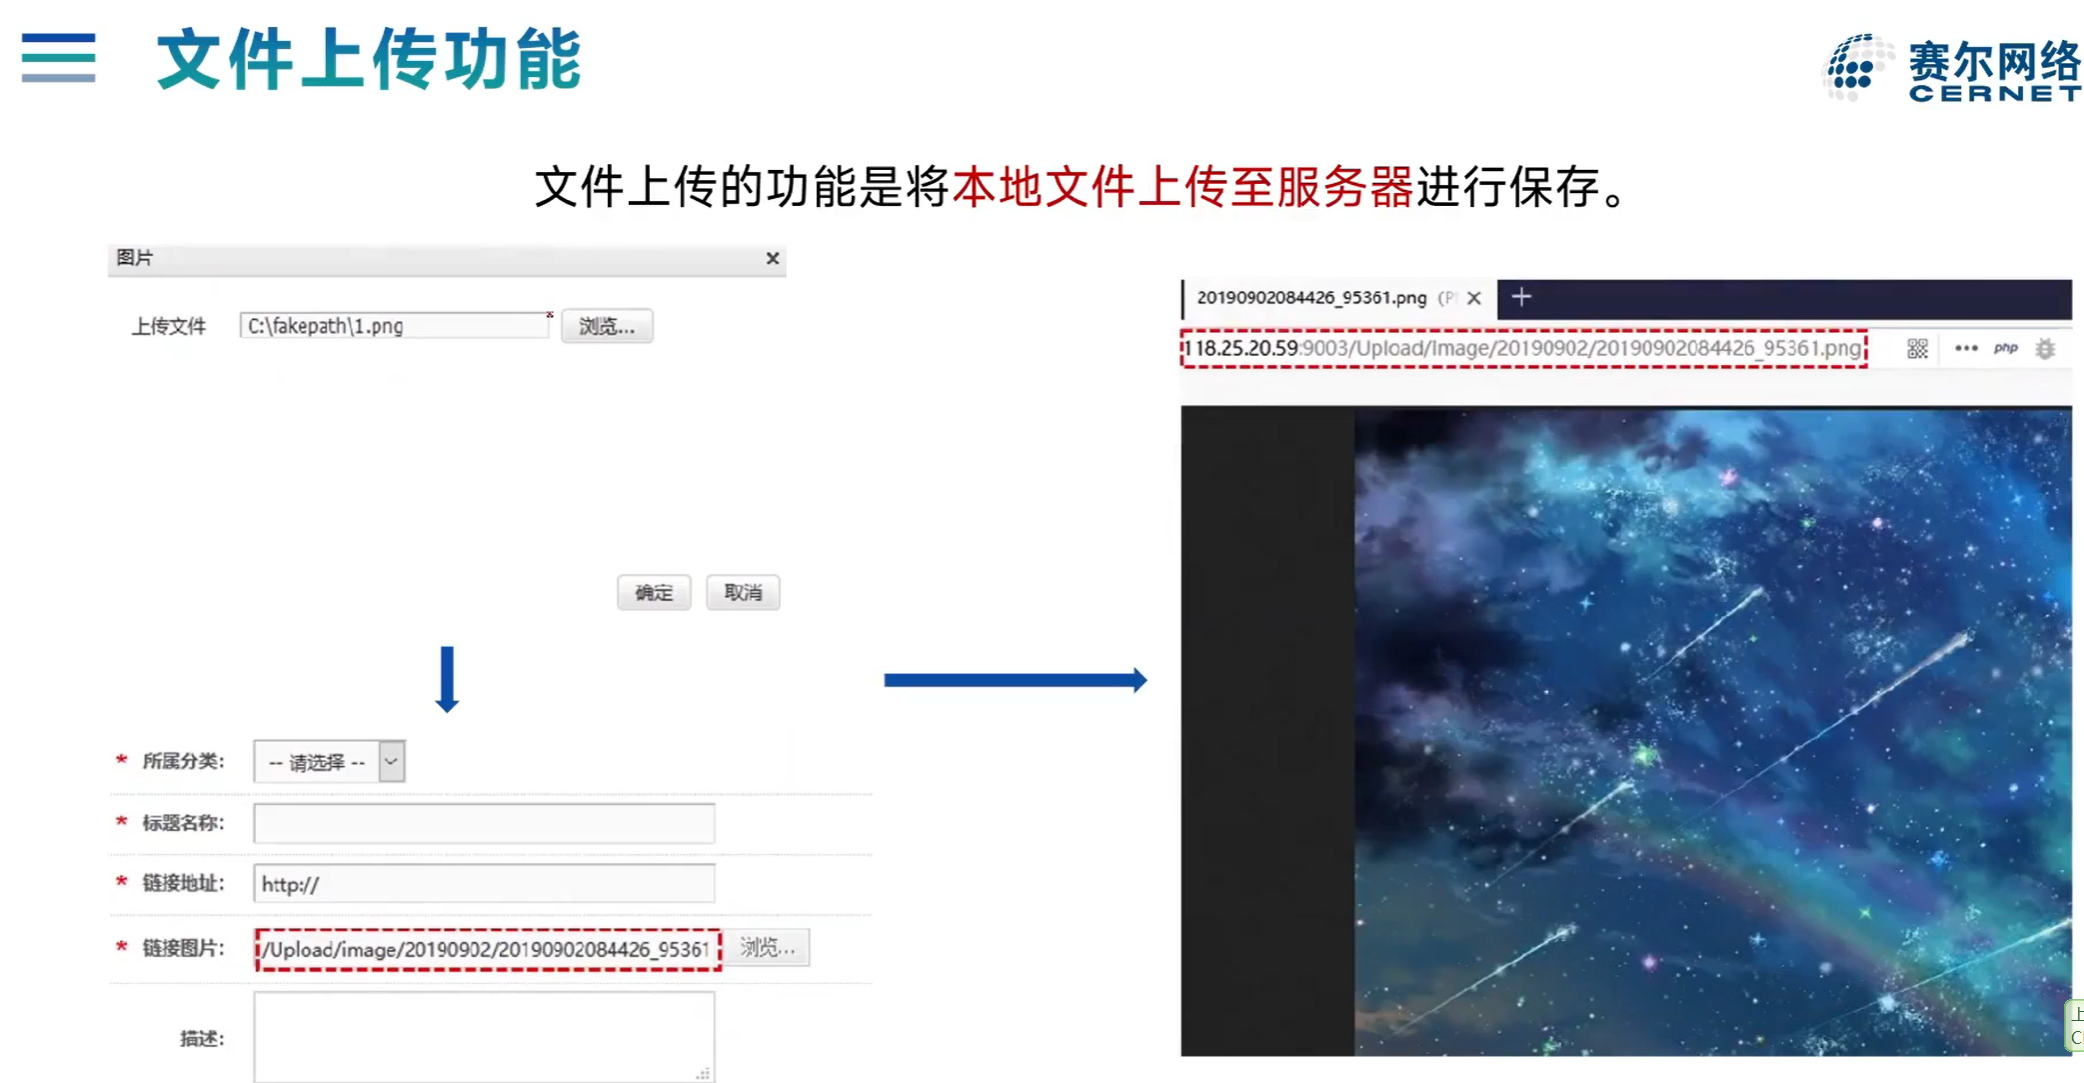 文件上传功能
赛尔网络
CERNET
文件上传的功能是将本地文件上传至服务器进行保存。
图片
上传文件 C:\fakepath\1.png 浏览...
确定 取消
* 所属分类: -- 请选择 --
* 标题名称:
* 链接地址: http://
* 链接图片: /Upload/image/20190902/20190902084426_95361 浏览...
描述:
20190902084426_95361.png (P
118.25.20.59:9003/Upload/image/20190902/20190902084426_95361.png ••• php
上
C